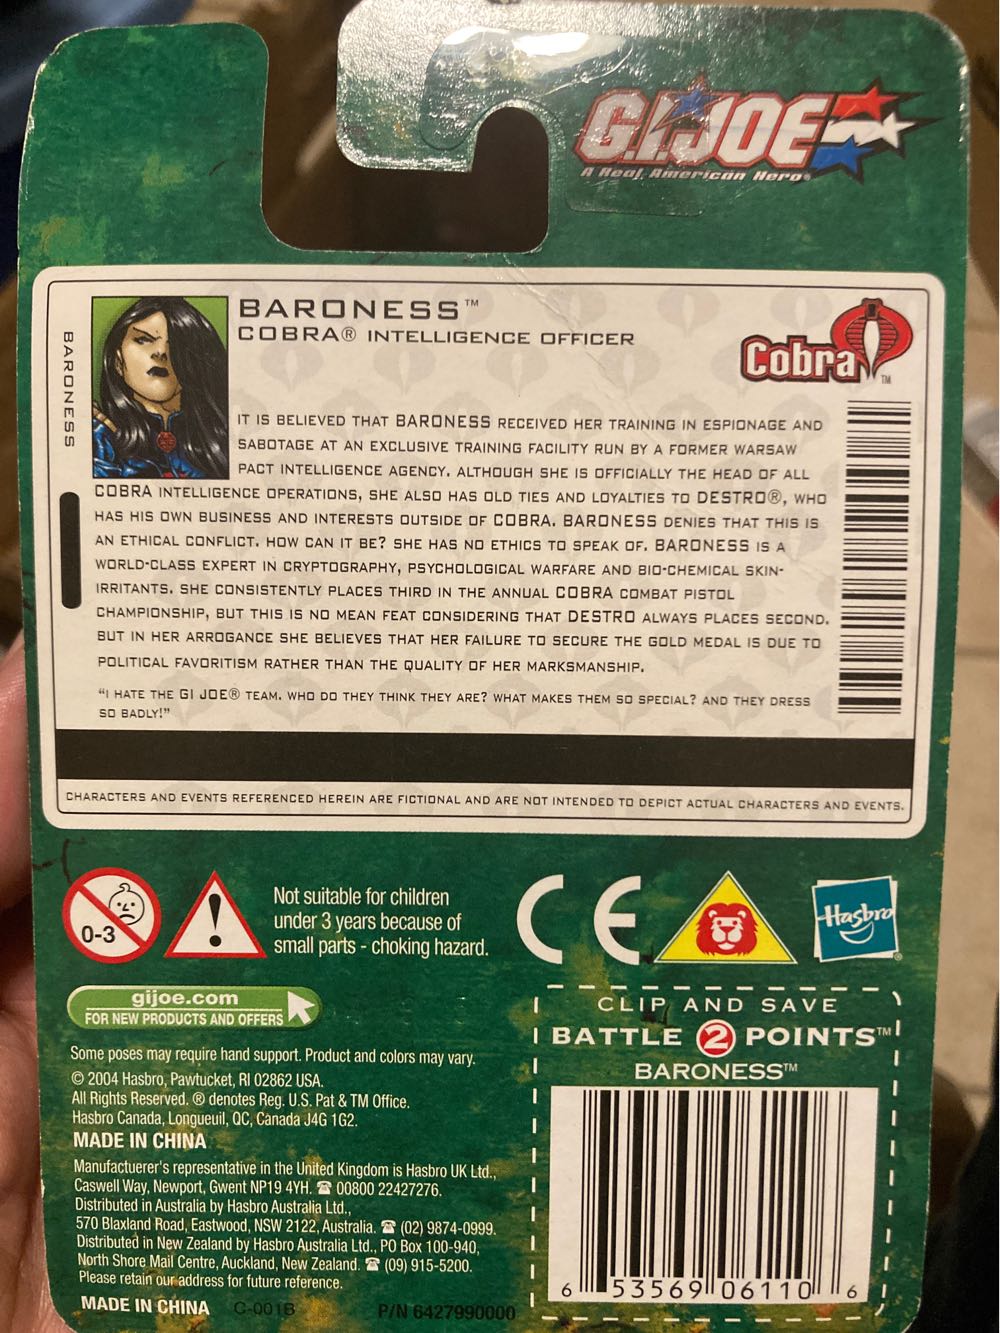 G.I. JOE
A Real American Hero®
BARONESS™
COBRA® INTELLIGENCE OFFICER
Cobra™
BARONESS
IT IS BELIEVED THAT BARONESS RECEIVED HER TRAINING IN ESPIONAGE AND
SABOTAGE AT AN EXCLUSIVE TRAINING FACILITY RUN BY A FORMER WARSAW
PACT INTELLIGENCE AGENCY. ALTHOUGH SHE IS OFFICIALLY THE HEAD OF ALL
COBRA INTELLIGENCE OPERATIONS, SHE ALSO HAS OLD TIES AND LOYALTIES TO DESTRO®, WHO
HAS HIS OWN BUSINESS AND INTERESTS OUTSIDE OF COBRA. BARONESS DENIES THAT THIS IS
AN ETHICAL CONFLICT. HOW CAN IT BE? SHE HAS NO ETHICS TO SPEAK OF. BARONESS IS A
WORLD-CLASS EXPERT IN CRYPTOGRAPHY, PSYCHOLOGICAL WARFARE AND BIO-CHEMICAL SKIN-
IRRITANTS. SHE CONSISTENTLY PLACES THIRD IN THE ANNUAL COBRA COMBAT PISTOL
CHAMPIONSHIP, BUT THIS IS NO MEAN FEAT CONSIDERING THAT DESTRO ALWAYS PLACES SECOND.
BUT IN HER ARROGANCE SHE BELIEVES THAT HER FAILURE TO SECURE THE GOLD MEDAL IS DUE TO
POLITICAL FAVORITISM RATHER THAN THE QUALITY OF HER MARKSMANSHIP.
"I HATE THE GI JOE® TEAM. WHO DO THEY THINK THEY ARE? WHAT MAKES THEM SO SPECIAL? AND THEY DRESS
SO BADLY!"
CHARACTERS AND EVENTS REFERENCED HEREIN ARE FICTIONAL AND ARE NOT INTENDED TO DEPICT ACTUAL CHARACTERS AND EVENTS.
0-3
!
Not suitable for children
under 3 years because of
small parts - choking hazard.
CE
Hasbro®
gijoe.com
FOR NEW PRODUCTS AND OFFERS
Some poses may require hand support. Product and colors may vary.
© 2004 Hasbro, Pawtucket, RI 02862 USA.
All Rights Reserved. ® denotes Reg. U.S. Pat & TM Office.
Hasbro Canada, Longueuil, QC, Canada J4G 1G2.
MADE IN CHINA
Manufactuerer's representative in the United Kingdom is Hasbro UK Ltd.,
Caswell Way, Newport, Gwent NP19 4YH. ☎ 00800 22427276.
Distributed in Australia by Hasbro Australia Ltd.,
570 Blaxland Road, Eastwood, NSW 2122, Australia. ☎ (02) 9874-0999.
Distributed in New Zealand by Hasbro Australia Ltd., PO Box 100-940,
North Shore Mail Centre, Auckland, New Zealand. ☎ (09) 915-5200.
Please retain our address for future reference.
MADE IN CHINA C-001B P/N 6427990000
CLIP AND SAVE
BATTLE 2 POINTS™
BARONESS™
6 53569 06110 6